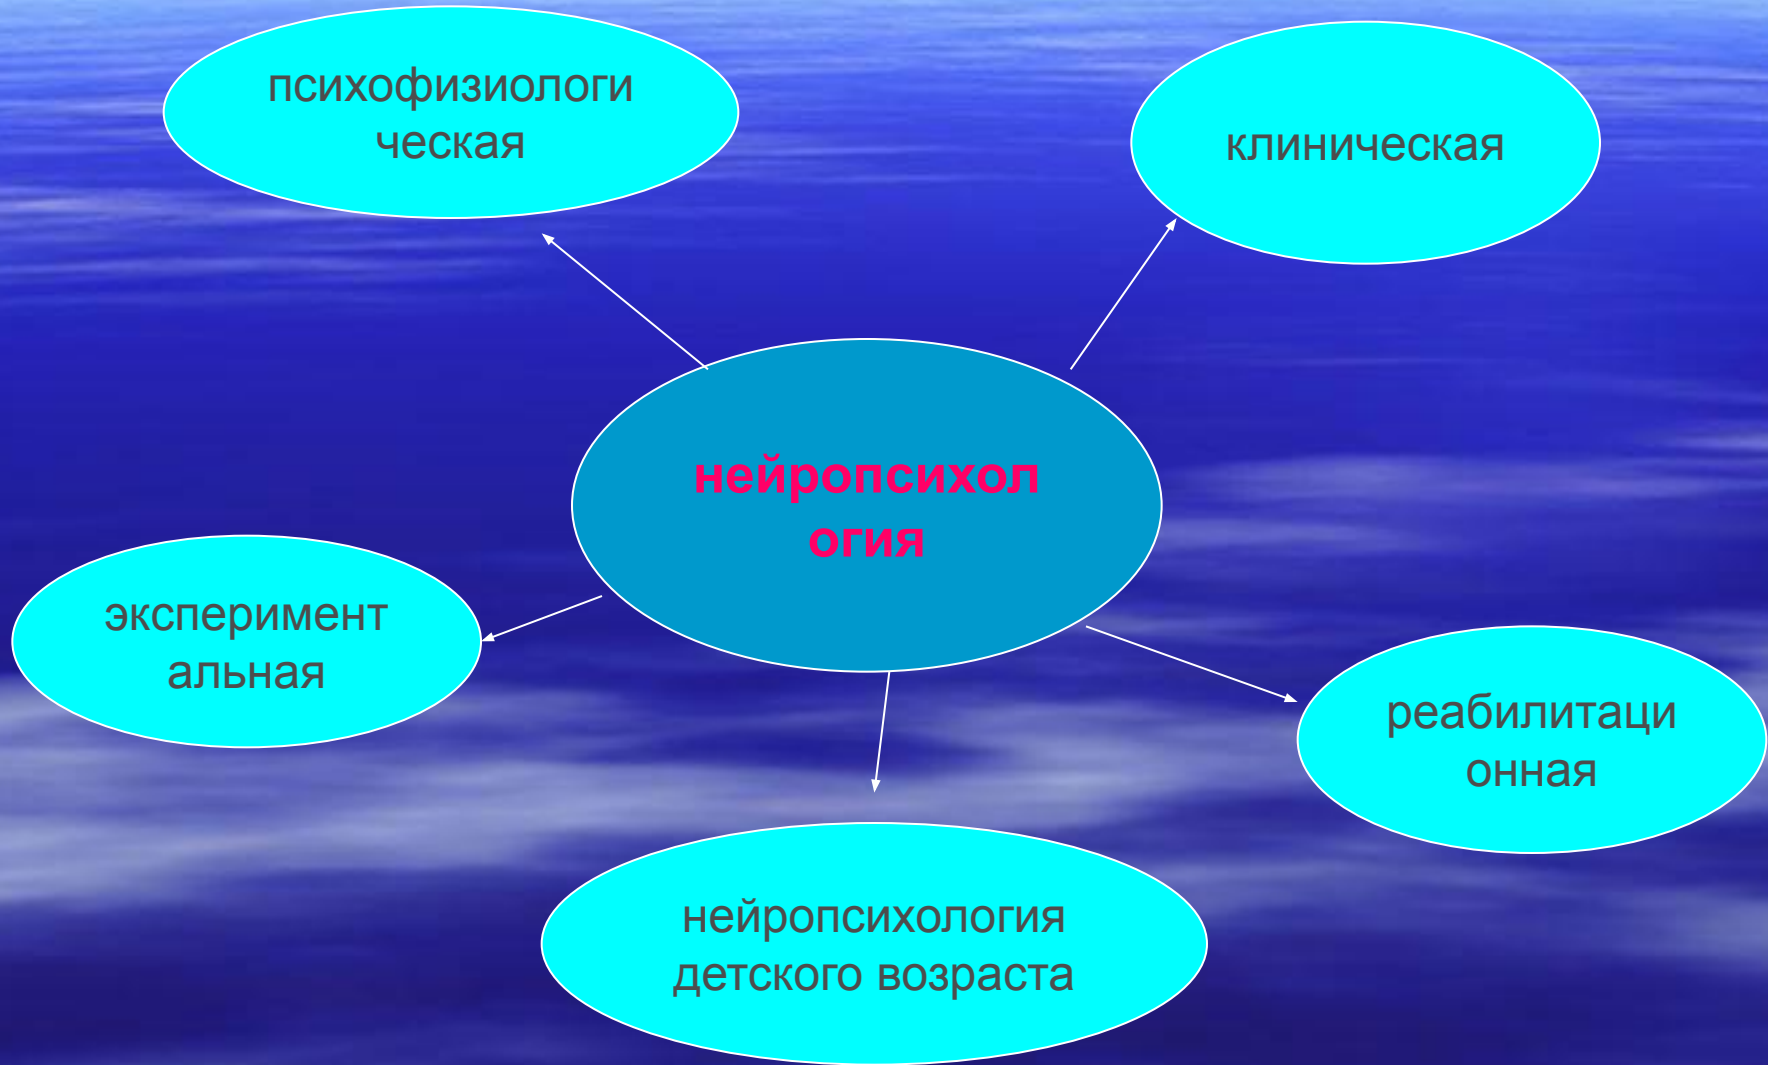 психофизиологи
ческая
клиническая
нейропсихол
огия
эксперимент
альная
реабилитаци
онная
нейропсихология
детского возраста